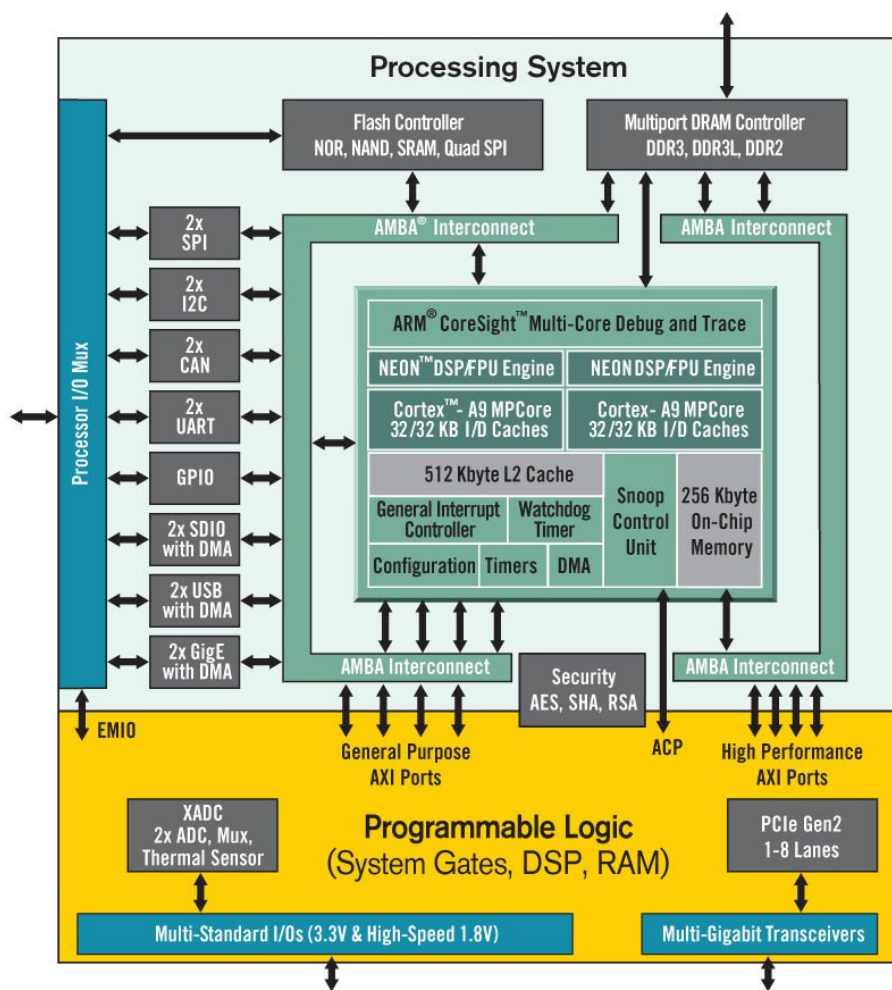 Processing System
Flash Controller
NOR, NAND, SRAM, Quad SPI
Multiport DRAM Controller
DDR3, DDR3L, DDR2
AMBA® Interconnect
AMBA Interconnect
Processor I/O Mux
2x
SPI
2x
I2C
2x
CAN
2x
UART
GPIO
2x SDIO
with DMA
2x USB
with DMA
2x GigE
with DMA
ARM® CoreSight™ Multi-Core Debug and Trace
NEON™ DSP/FPU Engine
NEON DSP/FPU Engine
Cortex™- A9 MPCore
32/32 KB I/D Caches
Cortex- A9 MPCore
32/32 KB I/D Caches
512 Kbyte L2 Cache
General Interrupt
Controller
Watchdog
Timer
Configuration
Timers
DMA
Snoop
Control
Unit
256 Kbyte
On-Chip
Memory
AMBA Interconnect
AMBA Interconnect
Security
AES, SHA, RSA
EMIO
General Purpose
AXI Ports
ACP
High Performance
AXI Ports
XADC
2x ADC, Mux,
Thermal Sensor
Programmable Logic
(System Gates, DSP, RAM)
PCIe Gen2
1-8 Lanes
Multi-Standard I/Os (3.3V & High-Speed 1.8V)
Multi-Gigabit Transceivers